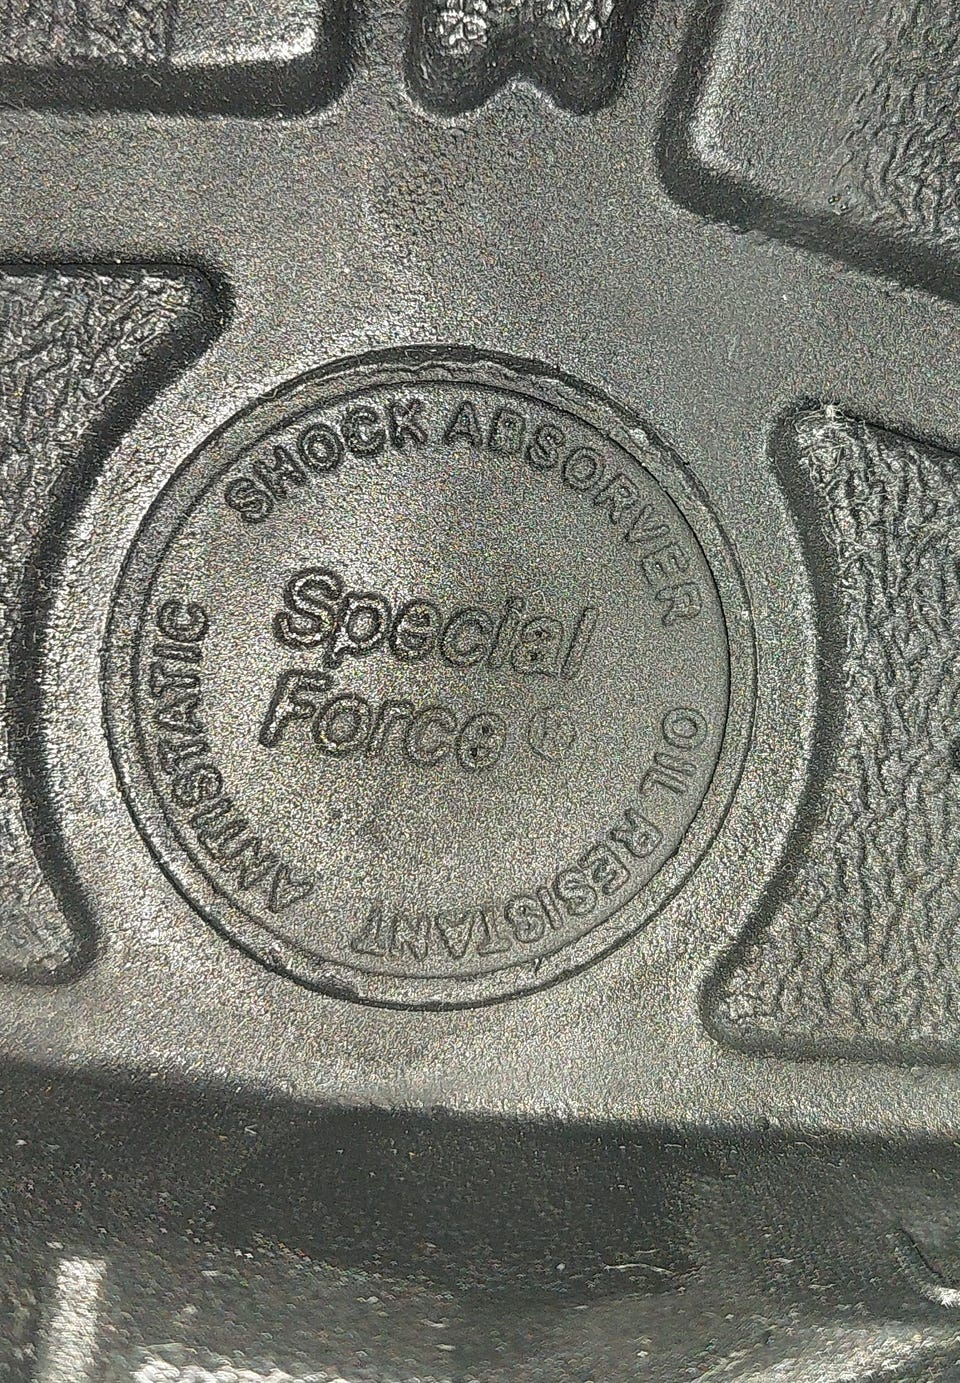 SHOCK ABSORVER
OIL RESISTANT
ANTISTATIC
Special
Force